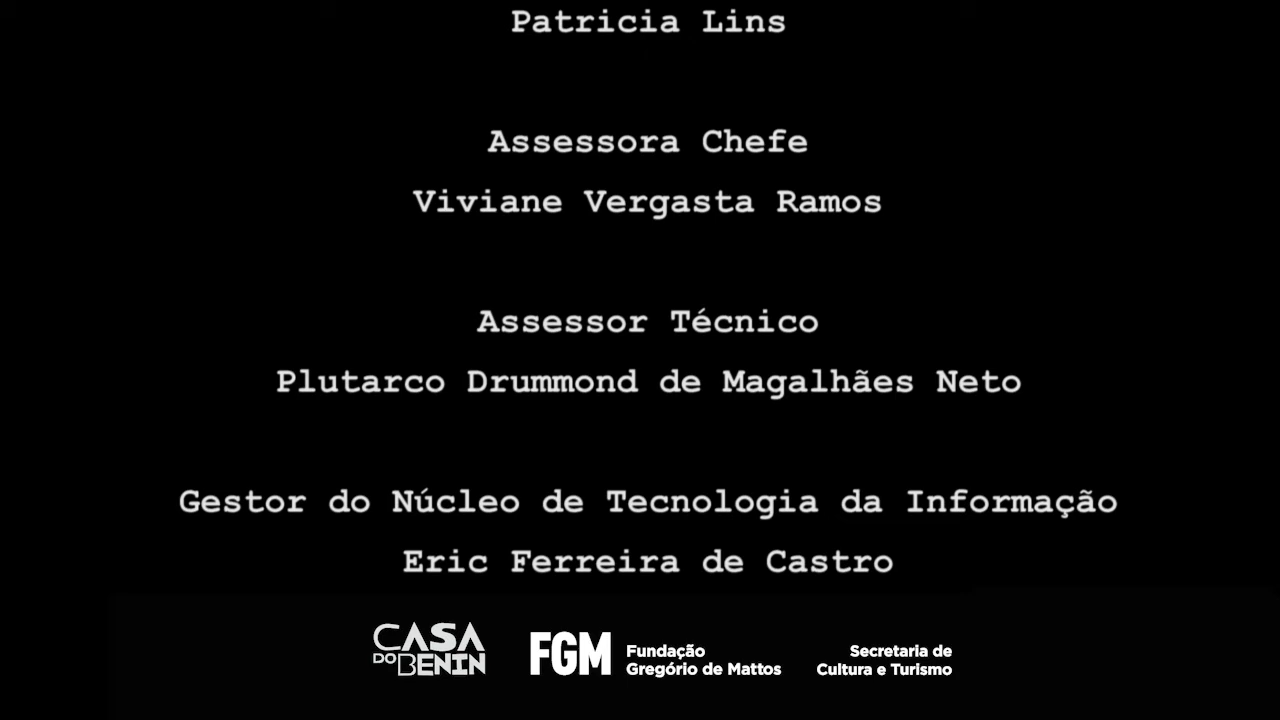 Patricia Lins
Assessora Chefe
Viviane Vergasta Ramos
Assessor Técnico
Plutarco Drummond de Magalhães Neto
Gestor do Núcleo de Tecnologia da Informação
Eric Ferreira de Castro
CASA
DO BENIN
FGM
Fundação
Gregório de Mattos
Secretaria de
Cultura e Turismo